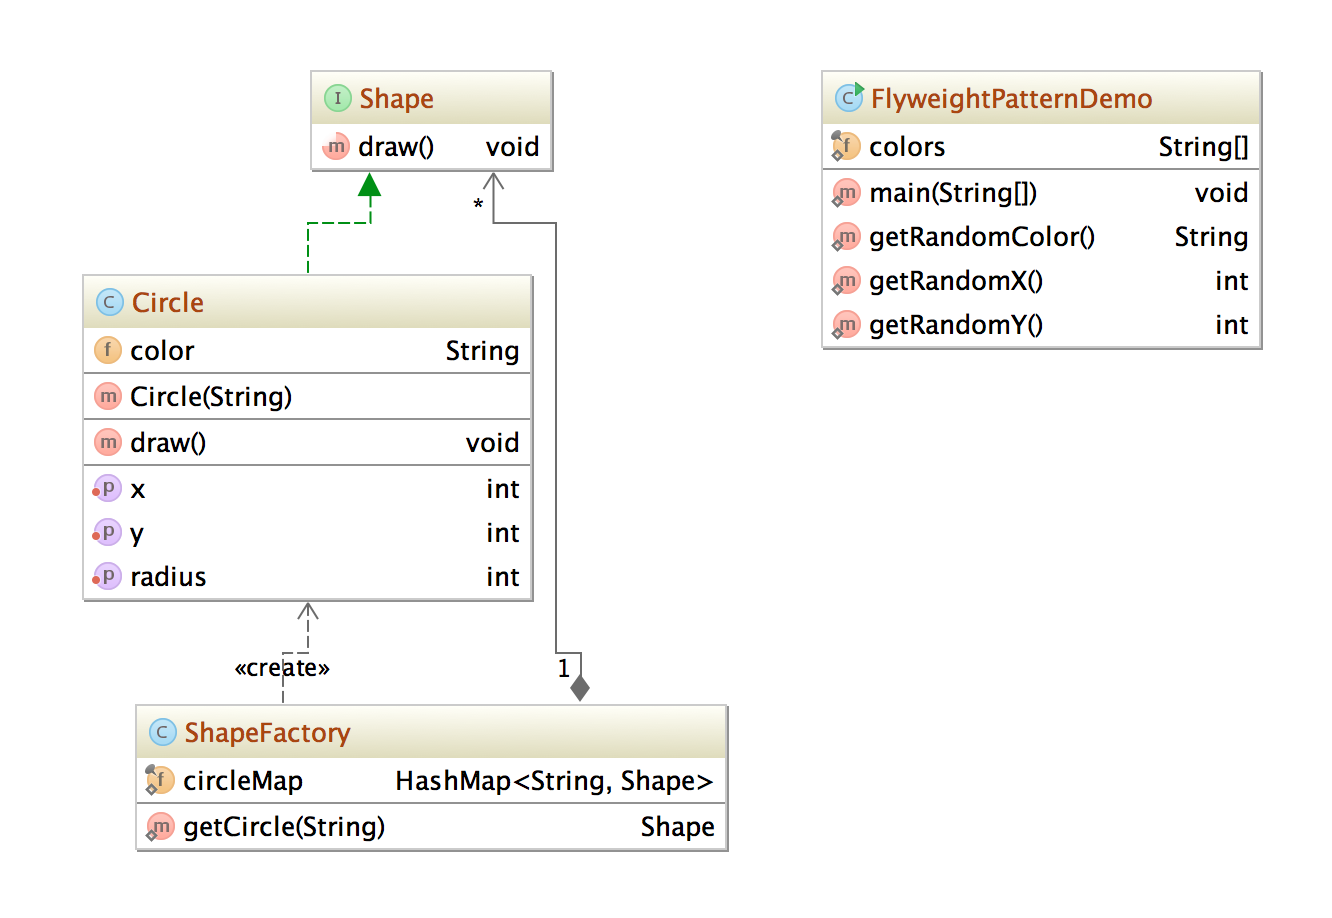 I Shape
m draw() void
*
C Circle
f color String
m Circle(String)
m draw() void
p x int
p y int
p radius int
«create»
1
C ShapeFactory
f circleMap HashMap<String, Shape>
m getCircle(String) Shape
C FlyweightPatternDemo
f colors String[]
m main(String[]) void
m getRandomColor() String
m getRandomX() int
m getRandomY() int